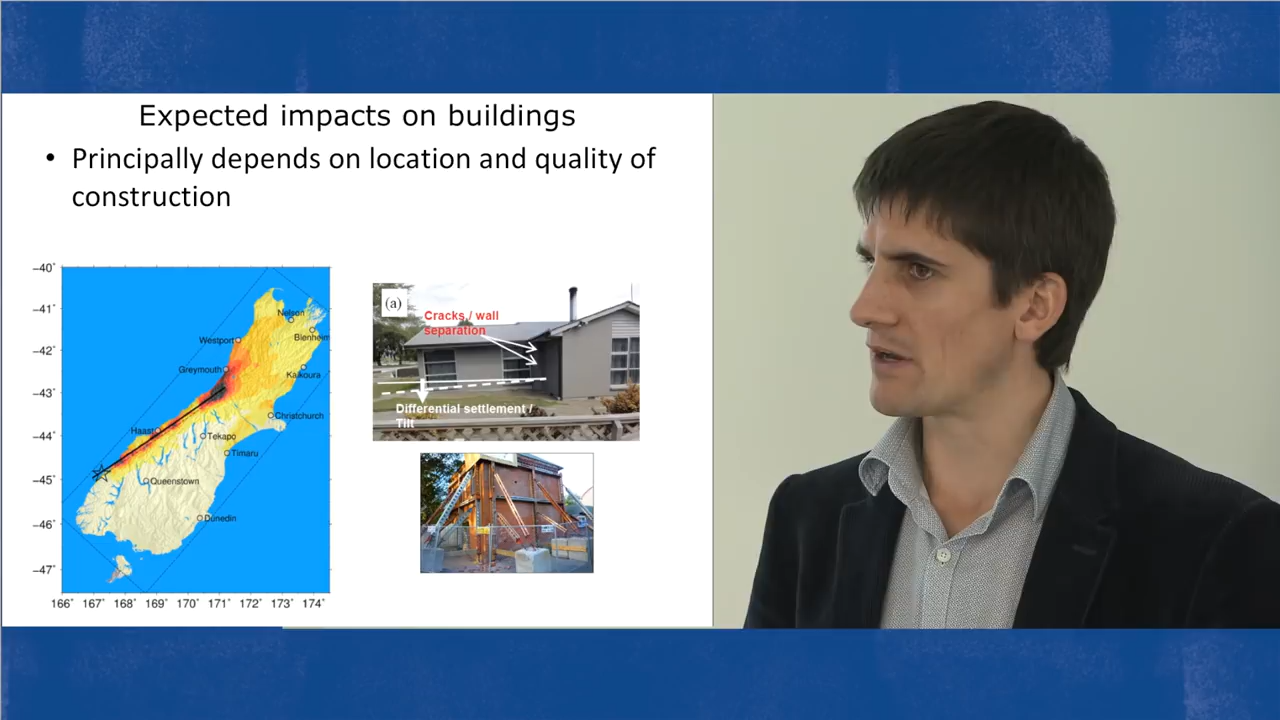 Expected impacts on buildings
• Principally depends on location and quality of
construction
−40°
−41°
−42°
−43°
−44°
−45°
−46°
−47°
166°
167°
168°
169°
170°
171°
172°
173°
174°
Nelson
Blenheim
Westport
Greymouth
Kaikoura
Christchurch
Haast
Tekapo
Timaru
Queenstown
Dunedin
(a)
Cracks / wall
separation
Differential settlement /
Tilt